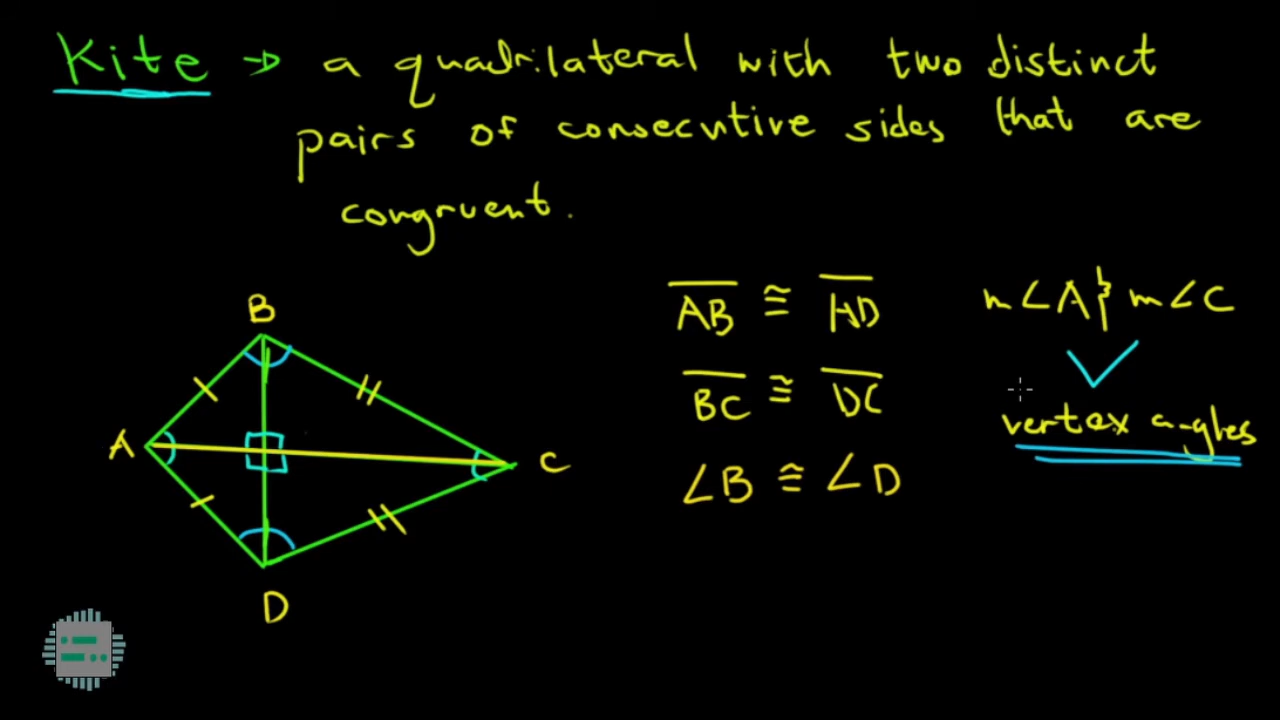 Kite → a quadrilateral with two distinct
pairs of consecutive sides that are
congruent.
B
A
C
D
AB ≅ AD
BC ≅ DC
∠B ≅ ∠D
m∠A } m∠C
vertex angles